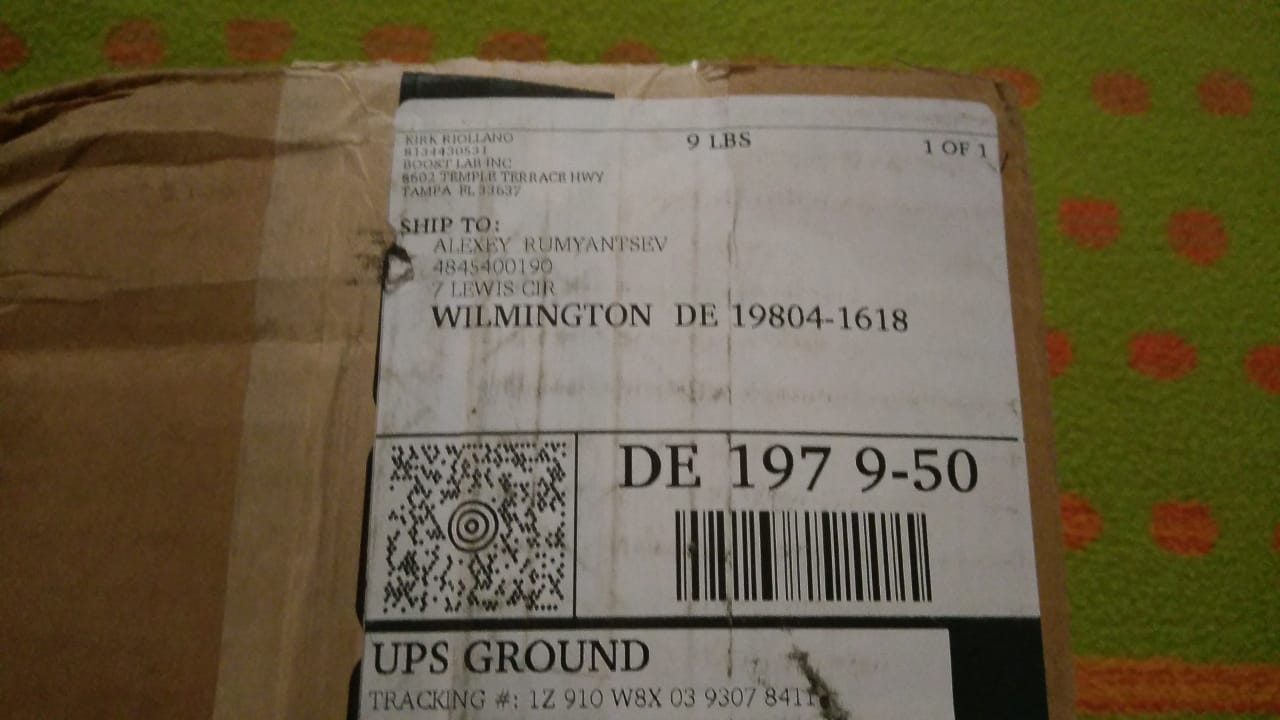 KIRK RIOLLANO
8134430531
BOOST LAB INC
8602 TEMPLE TERRACE HWY
TAMPA FL 33637
9 LBS
1 OF 1
SHIP TO:
ALEXEY RUMYANTSEV
4845400190
7 LEWIS CIR
WILMINGTON DE 19804-1618
DE 197 9-50
UPS GROUND
TRACKING #: 1Z 910 W8X 03 9307 8411